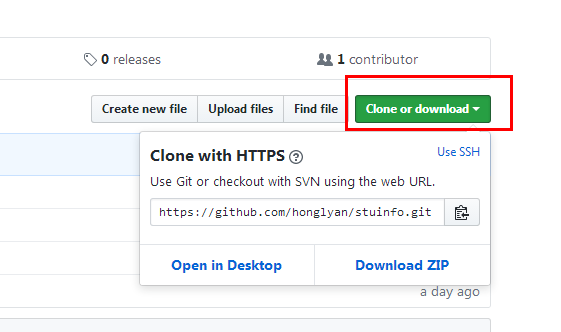 0 releases
1 contributor
Create new file
Upload files
Find file
Clone or download
Clone with HTTPS
Use SSH
Use Git or checkout with SVN using the web URL.
https://github.com/honglyan/stuinfo.git
Open in Desktop
Download ZIP
a day ago